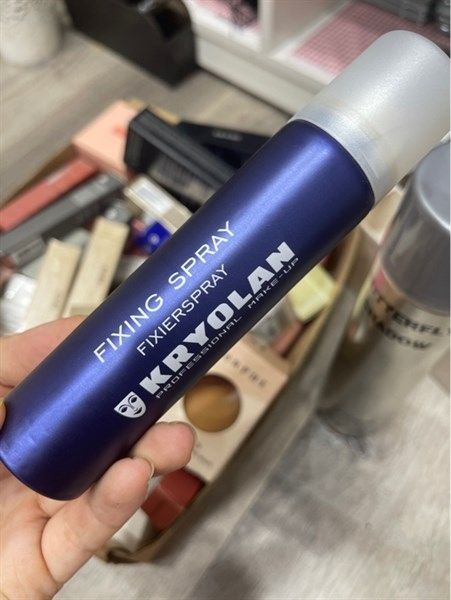 FIXING SPRAY
FIXIERSPRAY
KRYOLAN
PROFESSIONAL MAKE-UP